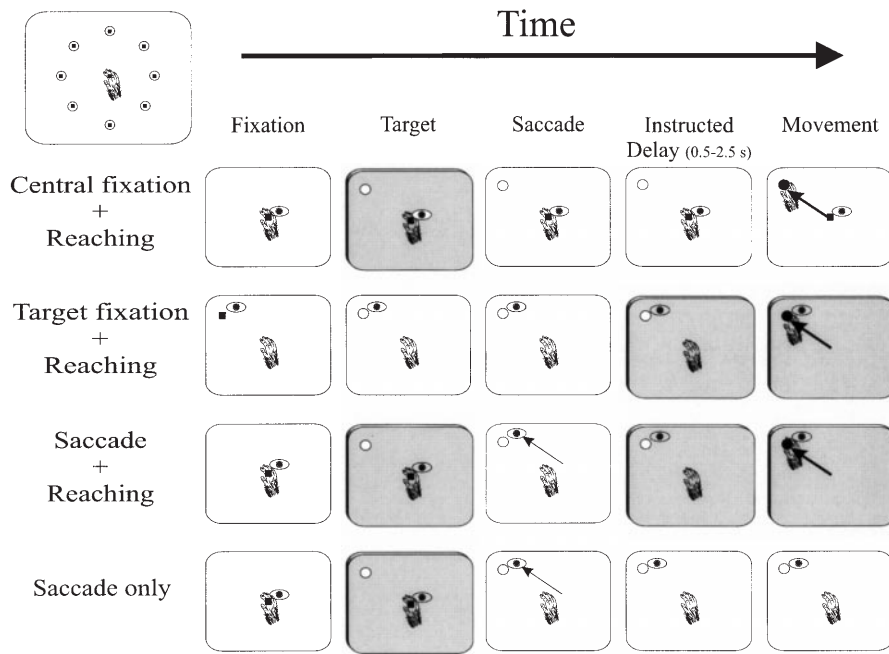 Time
Fixation
Target
Saccade
Instructed
Delay (0.5-2.5 s)
Movement
Central fixation
+
Reaching
Target fixation
+
Reaching
Saccade
+
Reaching
Saccade only